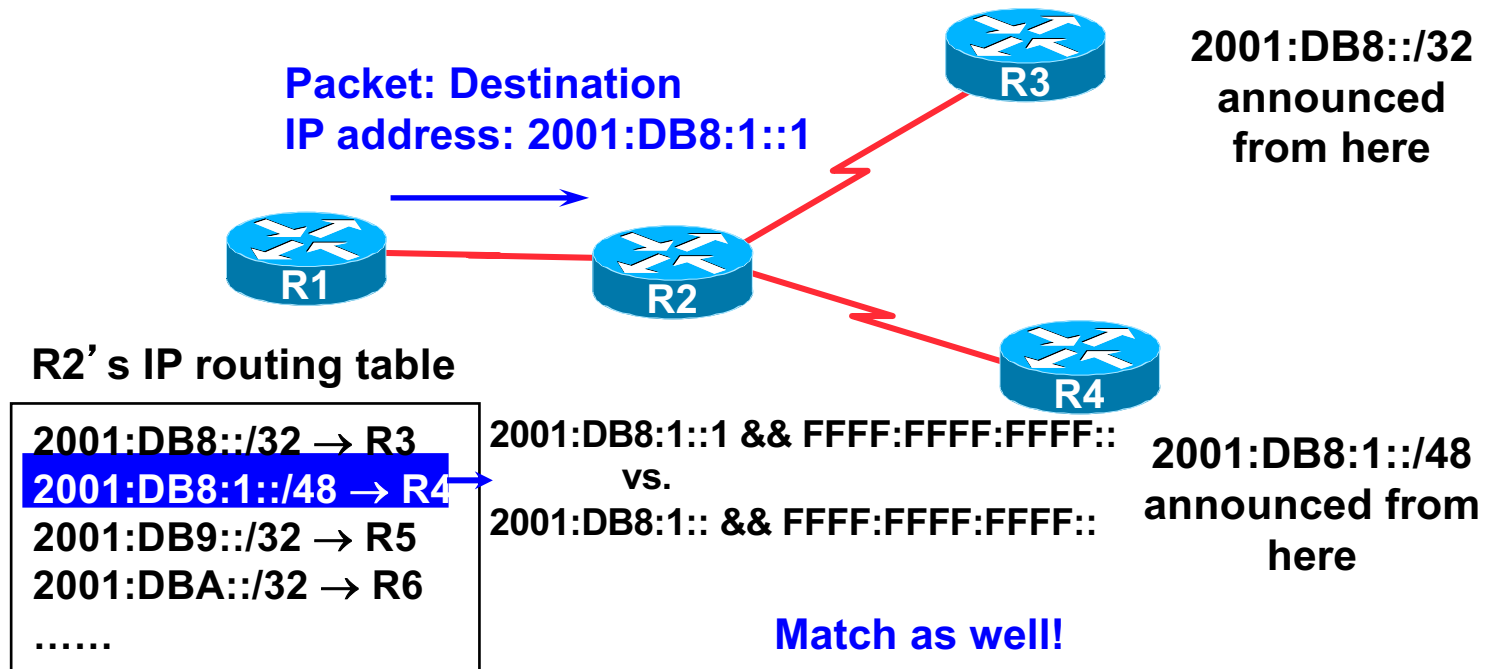 Packet: Destination
IP address: 2001:DB8:1::1
R3
2001:DB8::/32
announced
from here
R1
R2
R4
R2’s IP routing table
2001:DB8::/32 → R3
2001:DB8:1::/48 → R4
2001:DB9::/32 → R5
2001:DBA::/32 → R6
......
2001:DB8:1::1 && FFFF:FFFF:FFFF::
vs.
2001:DB8:1:: && FFFF:FFFF:FFFF::
Match as well!
2001:DB8:1::/48
announced from
here